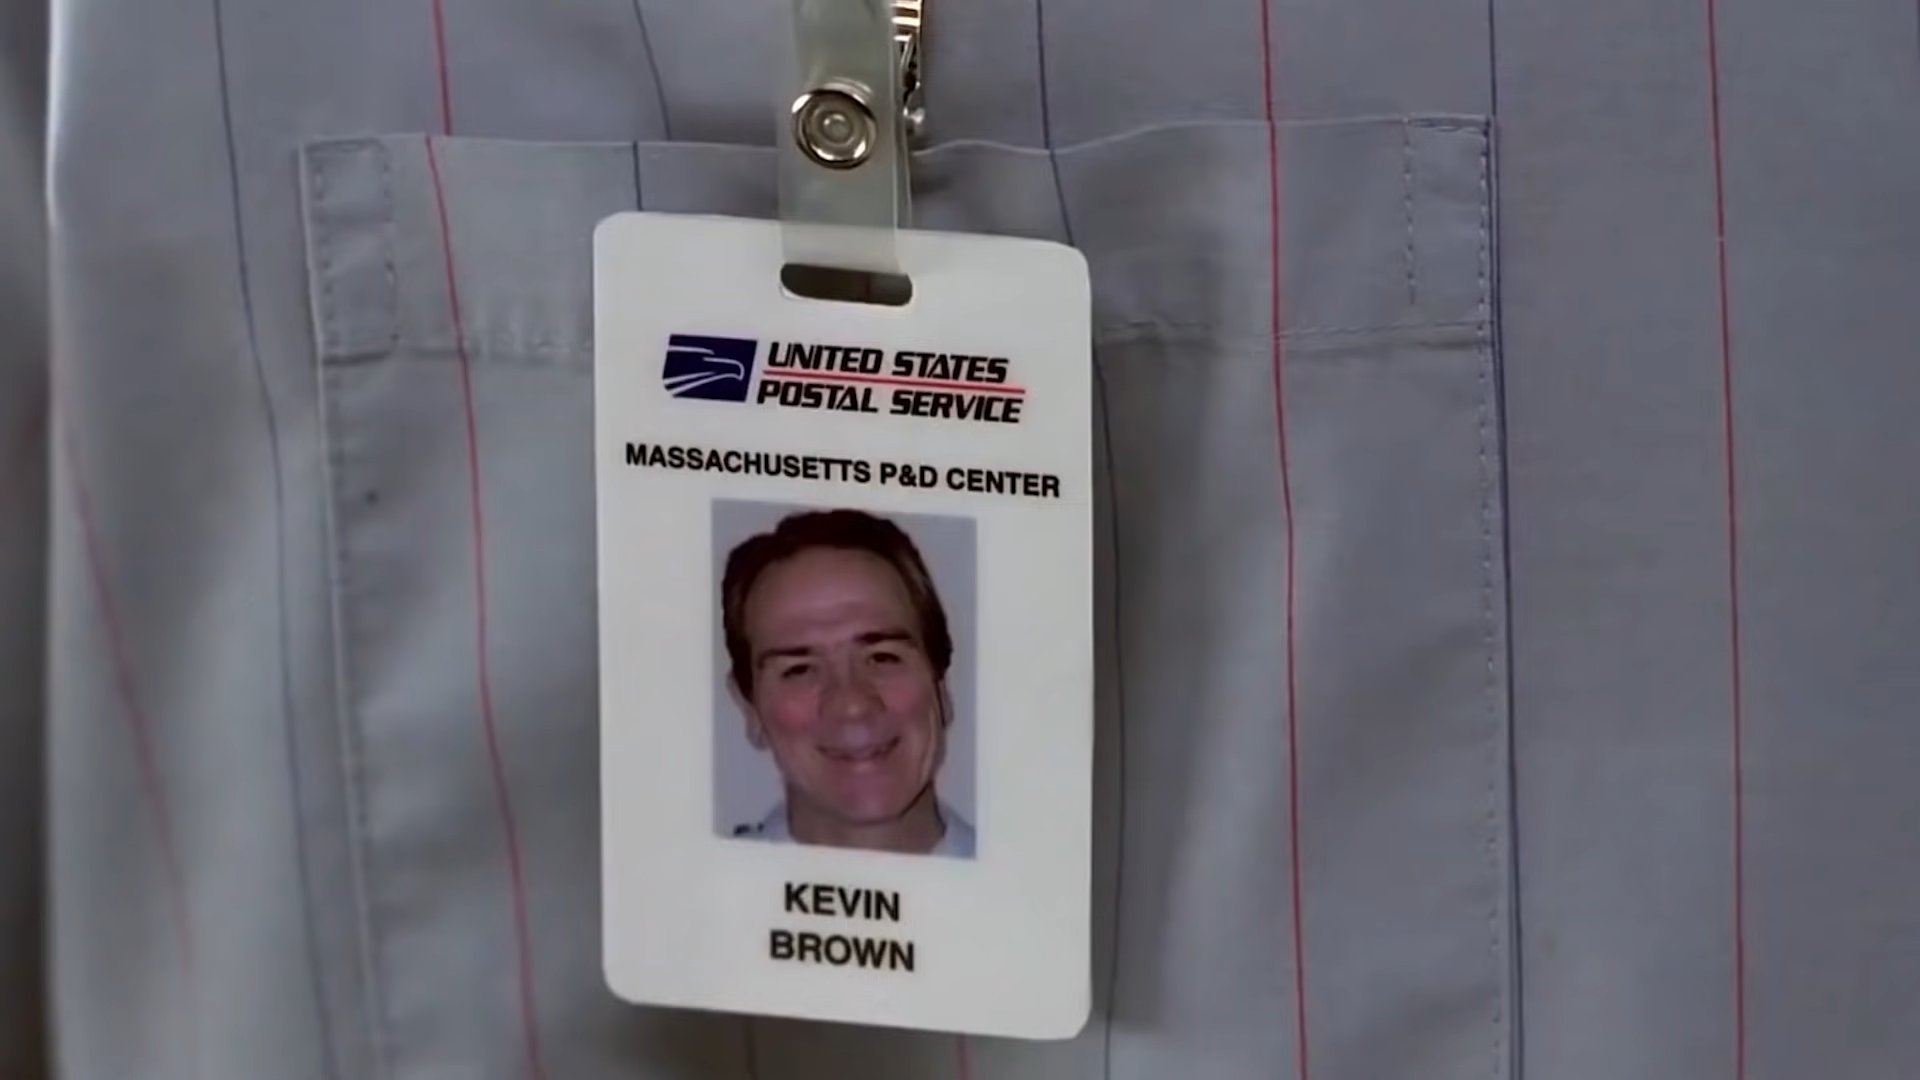 UNITED STATES
POSTAL SERVICE
MASSACHUSETTS P&D CENTER
KEVIN
BROWN